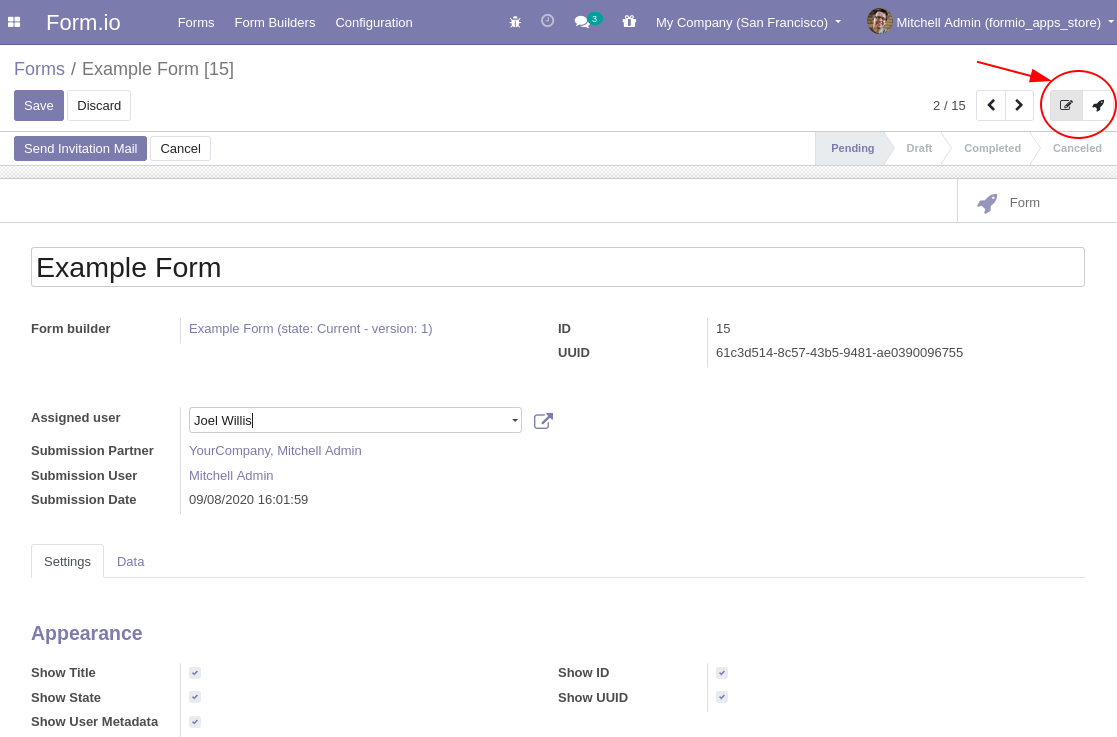 Form.io Forms Form Builders Configuration 3 My Company (San Francisco) Mitchell Admin (formio_apps_store)
Forms / Example Form [15]
Save Discard 2 / 15
Send Invitation Mail Cancel Pending Draft Completed Canceled
Form
Example Form
Form builder Example Form (state: Current - version: 1) ID 15
UUID 61c3d514-8c57-43b5-9481-ae0390096755
Assigned user Joel Willis
Submission Partner YourCompany, Mitchell Admin
Submission User Mitchell Admin
Submission Date 09/08/2020 16:01:59
Settings Data
Appearance
Show Title Show ID
Show State Show UUID
Show User Metadata